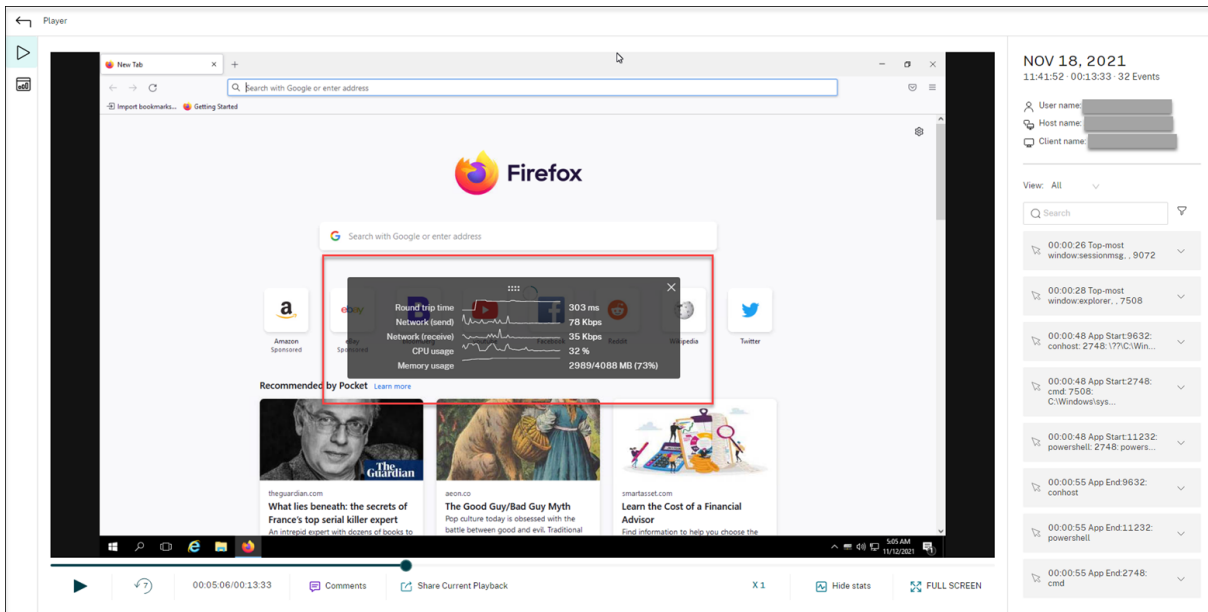 Player
New Tab
Search with Google or enter address
Import bookmarks... Getting Started
Firefox
Search with Google or enter address
Round trip time 303 ms
Network (send) 78 Kbps
Network (receive) 35 Kbps
CPU usage 32 %
Memory usage 2989/4088 MB (73%)
Amazon
Sponsored
ebay
eBay
Sponsored
Facebook
Reddit
Wikipedia
Twitter
Recommended by Pocket Learn more
The
Guardian
theguardian.com
What lies beneath: the secrets of
France's top serial killer expert
An intrepid expert with dozens of books to
aeon.co
The Good Guy/Bad Guy Myth
Pop culture today is obsessed with the
battle between good and evil. Traditional
smartasset.com
Learn the Cost of a Financial
Advisor
Find information to help you choose the
5:05 AM
11/12/2021
00:05:06/00:13:33
Comments
Share Current Playback
X 1
Hide stats
FULL SCREEN
NOV 18, 2021
11:41:52 · 00:13:33 · 32 Events
User name:
Host name:
Client name:
View: All
Search
00:00:26 Top-most
window:sessionmsg, , 9072
00:00:28 Top-most
window:explorer, , 7508
00:00:48 App Start:9632:
conhost: 2748: \??\C:\Win...
00:00:48 App Start:2748:
cmd: 7508:
C:\Windows\sys...
00:00:48 App Start:11232:
powershell: 2748: powers...
00:00:55 App End:9632:
conhost
00:00:55 App End:11232:
powershell
00:00:55 App End:2748:
cmd